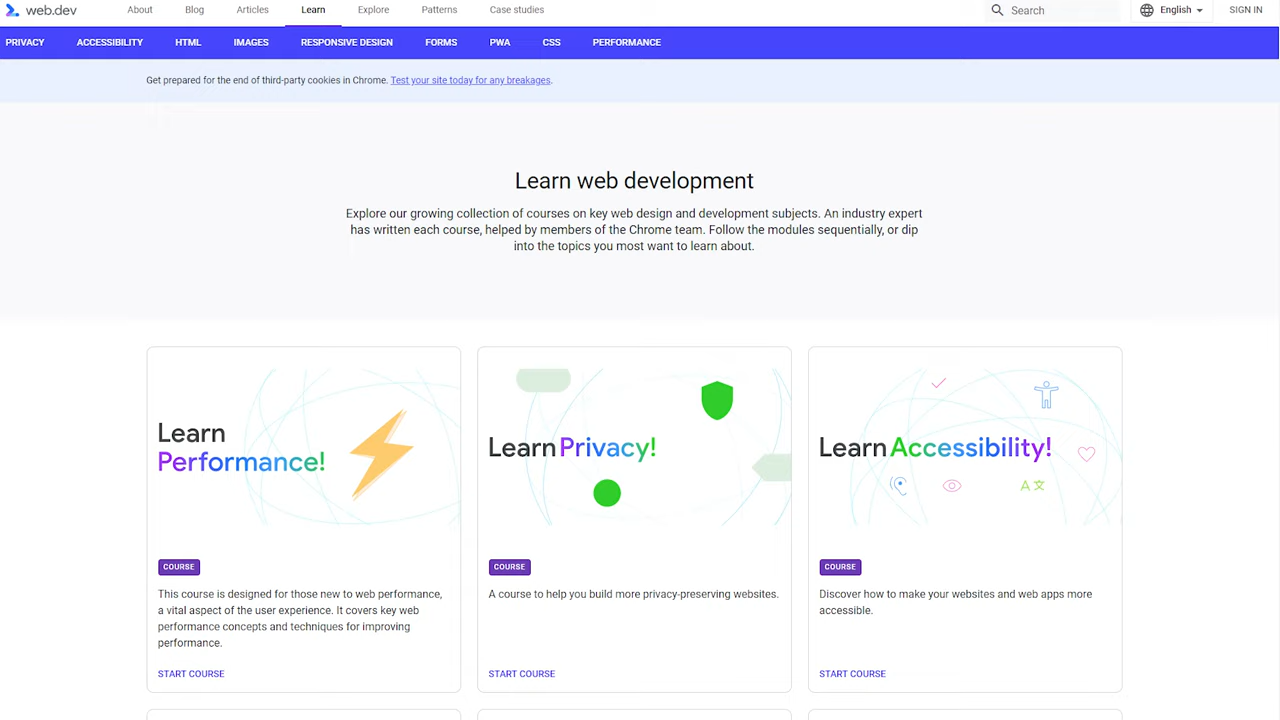 web.dev
About
Blog
Articles
Learn
Explore
Patterns
Case studies
Search
English
SIGN IN
PRIVACY
ACCESSIBILITY
HTML
IMAGES
RESPONSIVE DESIGN
FORMS
PWA
CSS
PERFORMANCE
Get prepared for the end of third-party cookies in Chrome. Test your site today for any breakages.
Learn web development
Explore our growing collection of courses on key web design and development subjects. An industry expert
has written each course, helped by members of the Chrome team. Follow the modules sequentially, or dip
into the topics you most want to learn about.
Learn
Performance!
COURSE
This course is designed for those new to web performance,
a vital aspect of the user experience. It covers key web
performance concepts and techniques for improving
performance.
START COURSE
Learn Privacy!
COURSE
A course to help you build more privacy-preserving websites.
START COURSE
Learn Accessibility!
A 文
COURSE
Discover how to make your websites and web apps more
accessible.
START COURSE